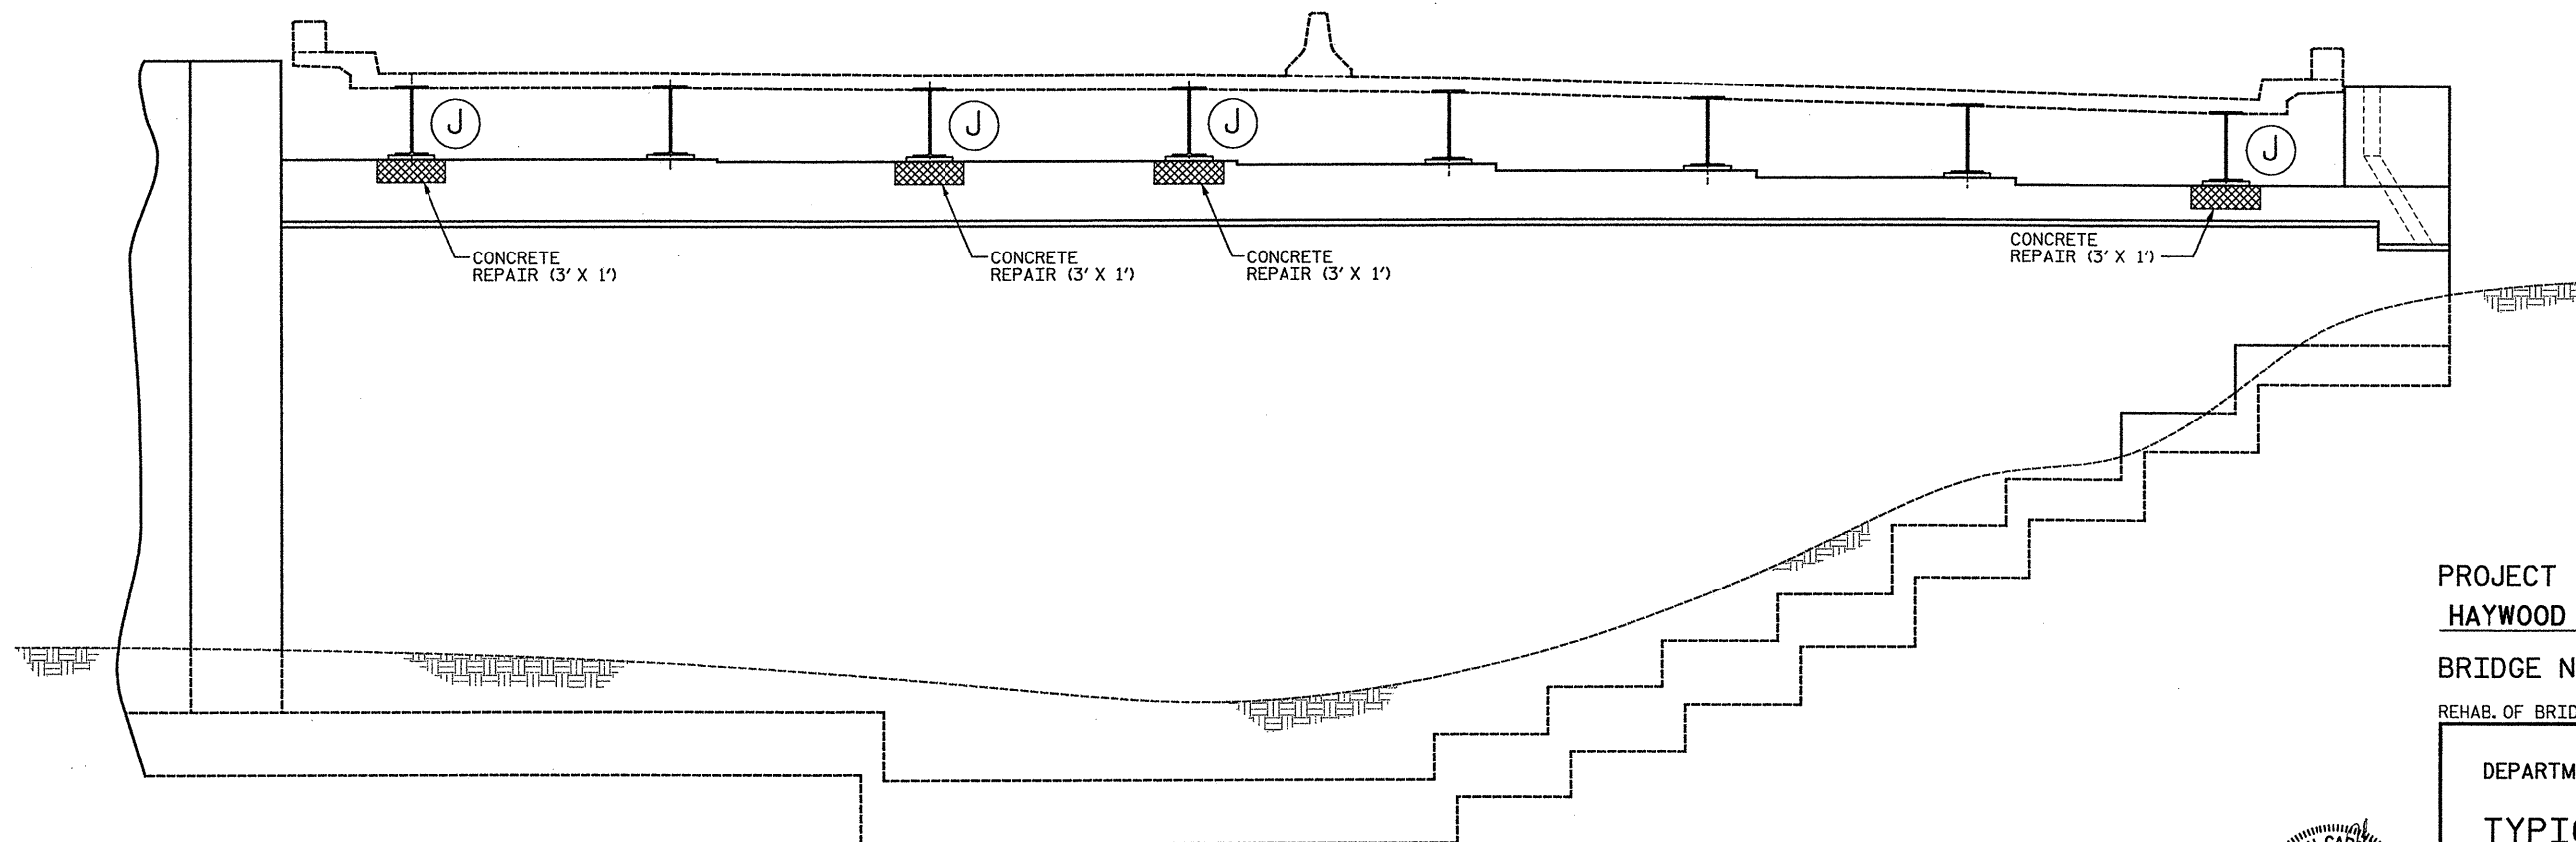 J
J
J
J
CONCRETE
REPAIR (3' X 1')
CONCRETE
REPAIR (3' X 1')
CONCRETE
REPAIR (3' X 1')
CONCRETE
REPAIR (3' X 1')
PROJECT
HAYWOOD
BRIDGE N
REHAB. OF BRID
DEPARTM
TYPIC